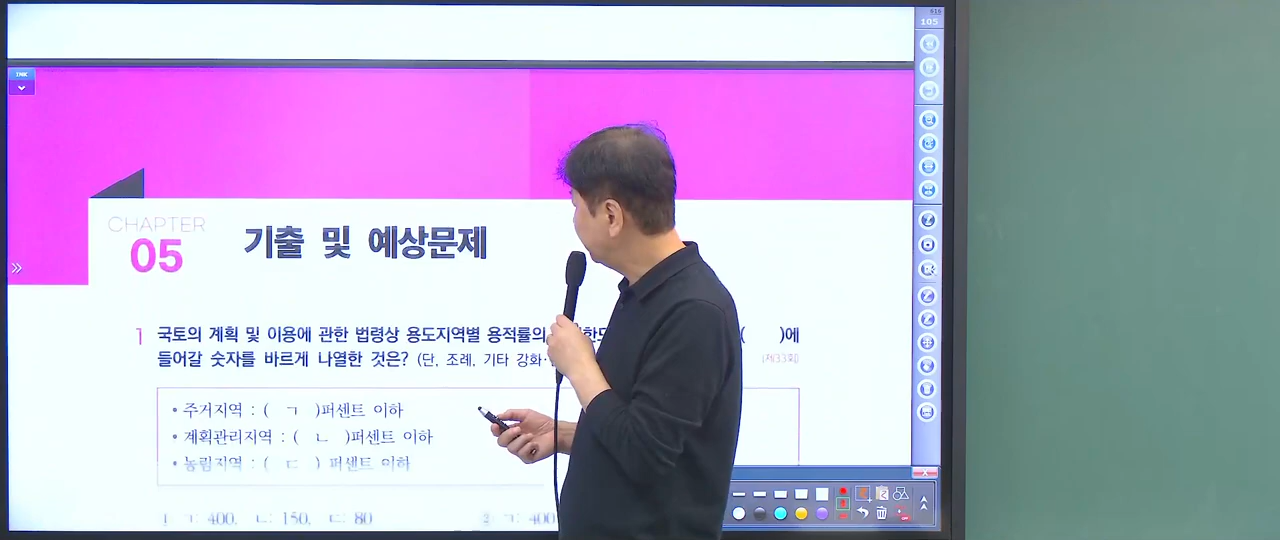 616
105
INK
CHAPTER
05
기출 및 예상문제
1 국토의 계획 및 이용에 관한 법령상 용도지역별 용적률의 ( )에
들어갈 숫자를 바르게 나열한 것은? (단, 조례, 기타 강화·
제33회
• 주거지역 : ( ㄱ )퍼센트 이하
• 계획관리지역 : ( ㄴ )퍼센트 이하
• 농림지역 : ( ㄷ ) 퍼센트 이하
① ㄱ: 400, ㄴ: 150, ㄷ: 80
② ㄱ: 400